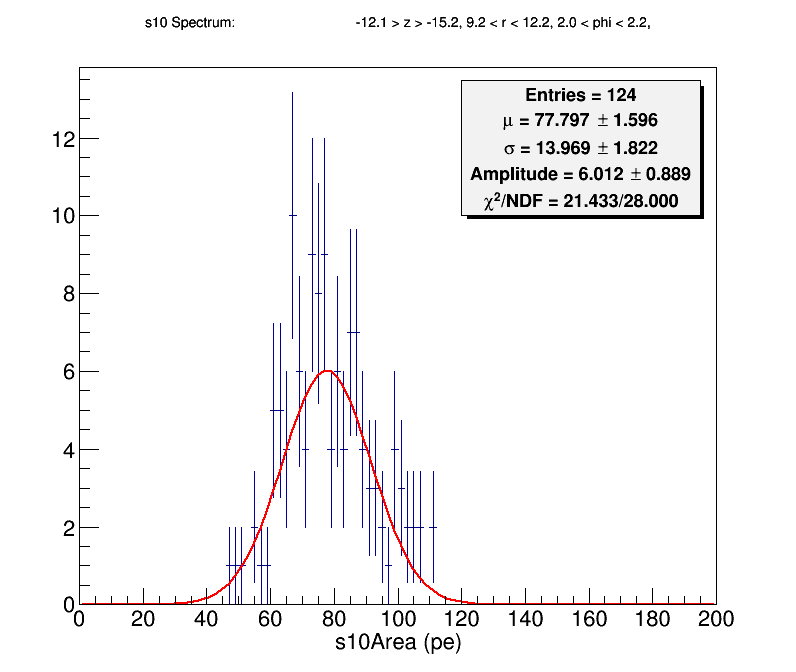 s10 Spectrum: -12.1 > z > -15.2, 9.2 < r < 12.2, 2.0 < phi < 2.2,
Entries = 124
μ = 77.797 ± 1.596
σ = 13.969 ± 1.822
Amplitude = 6.012 ± 0.889
χ²/NDF = 21.433/28.000
12
10
8
6
4
2
0
0 20 40 60 80 100 120 140 160 180 200
s10Area (pe)